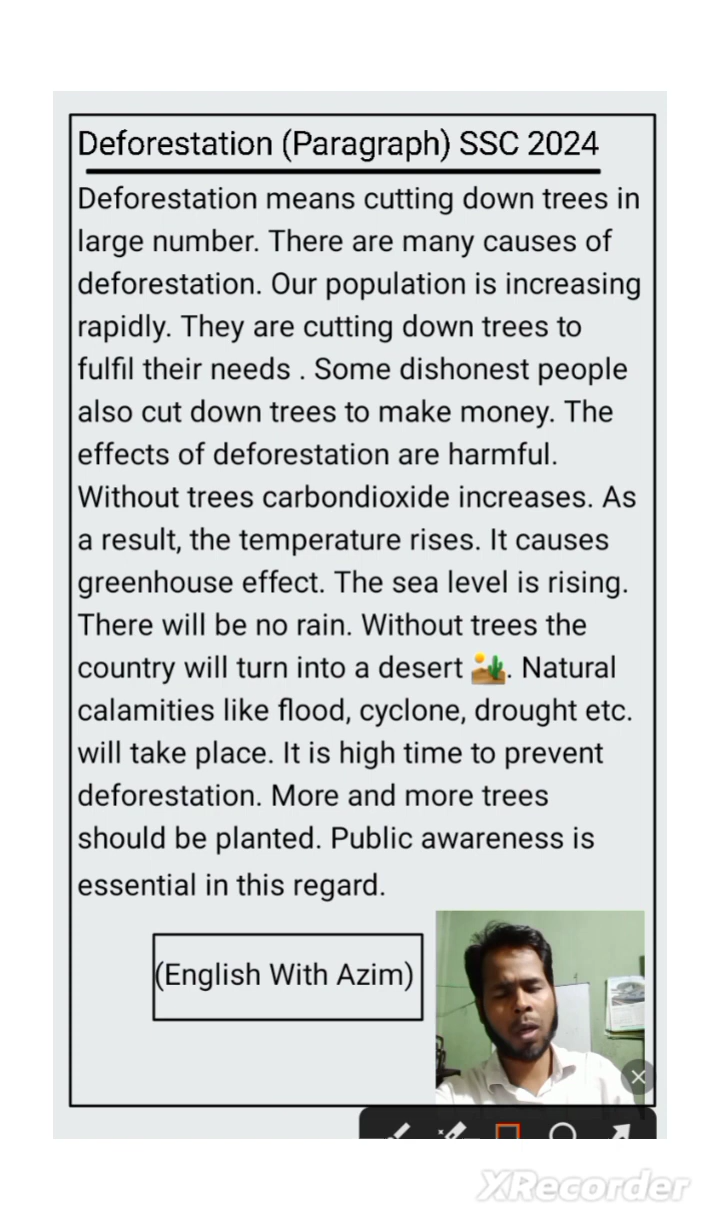 Deforestation (Paragraph) SSC 2024
Deforestation means cutting down trees in
large number. There are many causes of
deforestation. Our population is increasing
rapidly. They are cutting down trees to
fulfil their needs . Some dishonest people
also cut down trees to make money. The
effects of deforestation are harmful.
Without trees carbondioxide increases. As
a result, the temperature rises. It causes
greenhouse effect. The sea level is rising.
There will be no rain. Without trees the
country will turn into a desert 🏜️. Natural
calamities like flood, cyclone, drought etc.
will take place. It is high time to prevent
deforestation. More and more trees
should be planted. Public awareness is
essential in this regard.
(English With Azim)
XRecorder